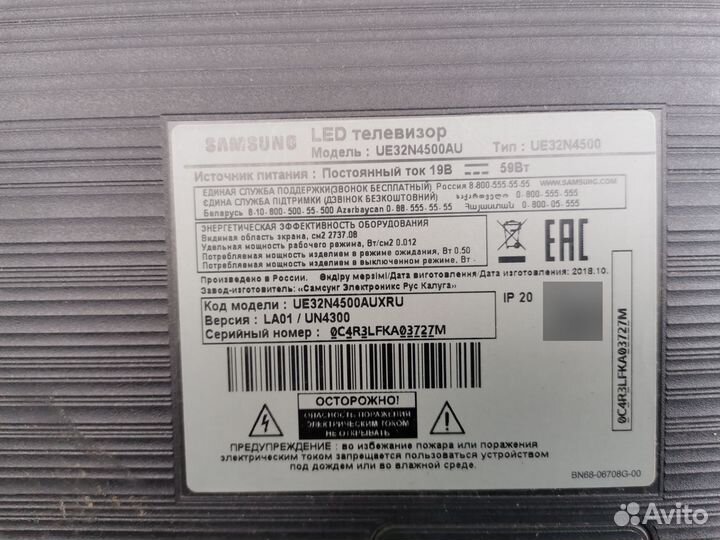 SAMSUNG
LED телевизор
Модель : UE32N4500AU Тип : UE32N4500
Источник питания : Постоянный ток 19В 59Вт
ЕДИНАЯ СЛУЖБА ПОДДЕРЖКИ(ЗВОНОК БЕСПЛАТНЫЙ) Россия 8-800-555-55-55 WWW.SAMSUNG.COM
ЄДИНА СЛУЖБА ПІДТРИМКИ (ДЗВІНОК БЕЗКОШТОВНИЙ) საქართველო 0-800-555-555
Беларусь 8-10-800-500-55-500 Azərbaycan 0-88-555-55-55 Հայաստան 0-800-05-555
ЭНЕРГЕТИЧЕСКАЯ ЭФФЕКТИВНОСТЬ ОБОРУДОВАНИЯ
Видимая область экрана, см2 2737.08
Удельная мощность рабочего режима, Вт/см2 0.012
Потребляемая мощность изделием в режиме ожидания, Вт 0.50
Потребляемая мощность изделием в выключенном режиме, Вт -
EAC
Произведено в России. Өндіру мерзімі/Дата виготовлення/Дата изготовления : 2018.10.
Завод-изготовитель: «Самсунг Электроникс Рус Калуга»
Код модели : UE32N4500AUXRU IP 20
Версия : LA01 / UN4300
Серийный номер : 0C4R3LFKA03727M
0C4R3LFKA03727M
ОСТОРОЖНО!
ОПАСНОСТЬ ПОРАЖЕНИЯ
ЭЛЕКТРИЧЕСКИМ ТОКОМ
НЕ ОТКРЫВАТЬ
ПРЕДУПРЕЖДЕНИЕ : во избежание пожара или поражения
электрическим током запрещается пользоваться устройством
под дождем или во влажной среде.
BN68-06708G-00
Avito